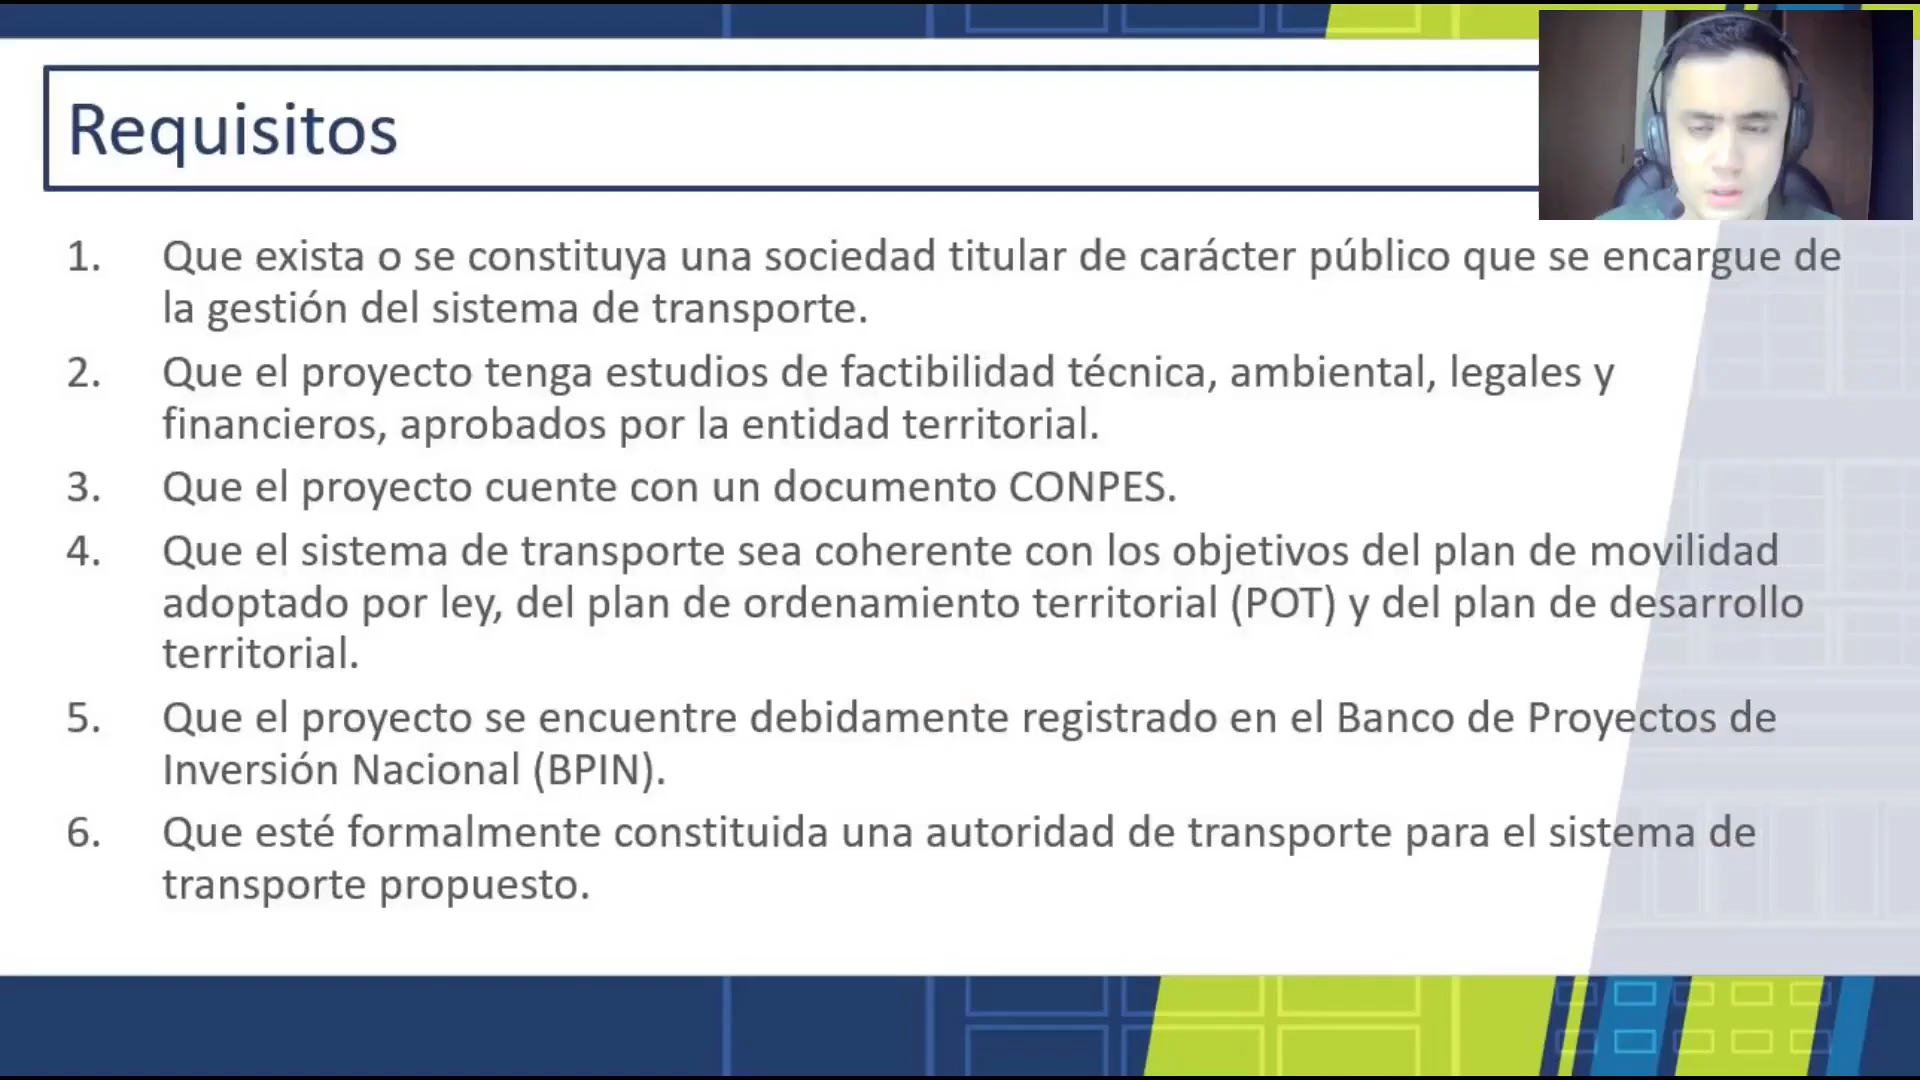 Requisitos
1. Que exista o se constituya una sociedad titular de carácter público que se encargue de
la gestión del sistema de transporte.
2. Que el proyecto tenga estudios de factibilidad técnica, ambiental, legales y
financieros, aprobados por la entidad territorial.
3. Que el proyecto cuente con un documento CONPES.
4. Que el sistema de transporte sea coherente con los objetivos del plan de movilidad
adoptado por ley, del plan de ordenamiento territorial (POT) y del plan de desarrollo
territorial.
5. Que el proyecto se encuentre debidamente registrado en el Banco de Proyectos de
Inversión Nacional (BPIN).
6. Que esté formalmente constituida una autoridad de transporte para el sistema de
transporte propuesto.